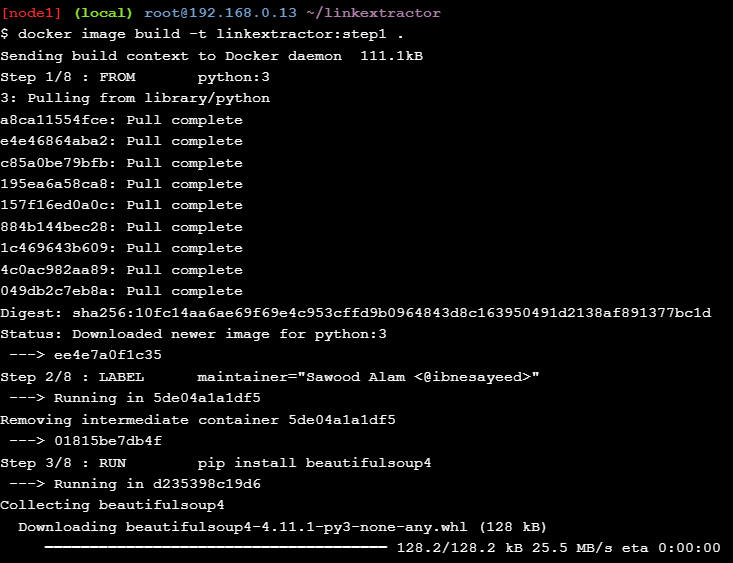 [node1] (local) root@192.168.0.13 ~/linkextractor
$ docker image build -t linkextractor:step1 .
Sending build context to Docker daemon  111.1kB
Step 1/8 : FROM       python:3
3: Pulling from library/python
a8ca11554fce: Pull complete
e4e46864aba2: Pull complete
c85a0be79bfb: Pull complete
195ea6a58ca8: Pull complete
157f16ed0a0c: Pull complete
884b144bec28: Pull complete
1c469643b609: Pull complete
4c0ac982aa89: Pull complete
049db2c7eb8a: Pull complete
Digest: sha256:10fc14aa6ae69f69e4c953cffd9b0964843d8c163950491d2138af891377bc1d
Status: Downloaded newer image for python:3
 ---> ee4e7a0f1c35
Step 2/8 : LABEL      maintainer="Sawood Alam <@ibnesayeed>"
 ---> Running in 5de04a1a1df5
Removing intermediate container 5de04a1a1df5
 ---> 01815be7db4f
Step 3/8 : RUN        pip install beautifulsoup4
 ---> Running in d235398c19d6
Collecting beautifulsoup4
  Downloading beautifulsoup4-4.11.1-py3-none-any.whl (128 kB)
     ━━━━━━━━━━━━━━━━━━━━━━━━━━━━━━━━━━━━━━ 128.2/128.2 kB 25.5 MB/s eta 0:00:00